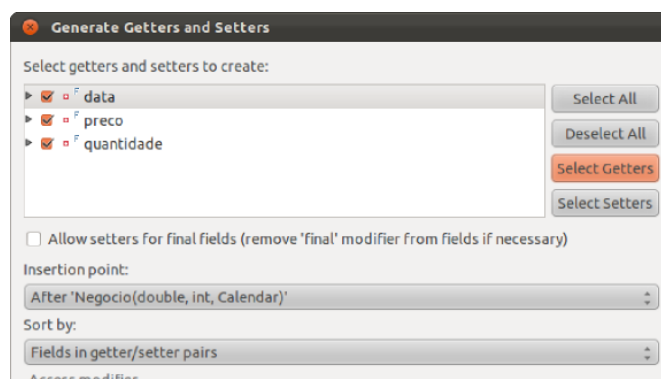 Generate Getters and Setters
Select getters and setters to create:
data
preco
quantidade
Select All
Deselect All
Select Getters
Select Setters
Allow setters for final fields (remove 'final' modifier from fields if necessary)
Insertion point:
After 'Negocio(double, int, Calendar)'
Sort by:
Fields in getter/setter pairs
Access modifier